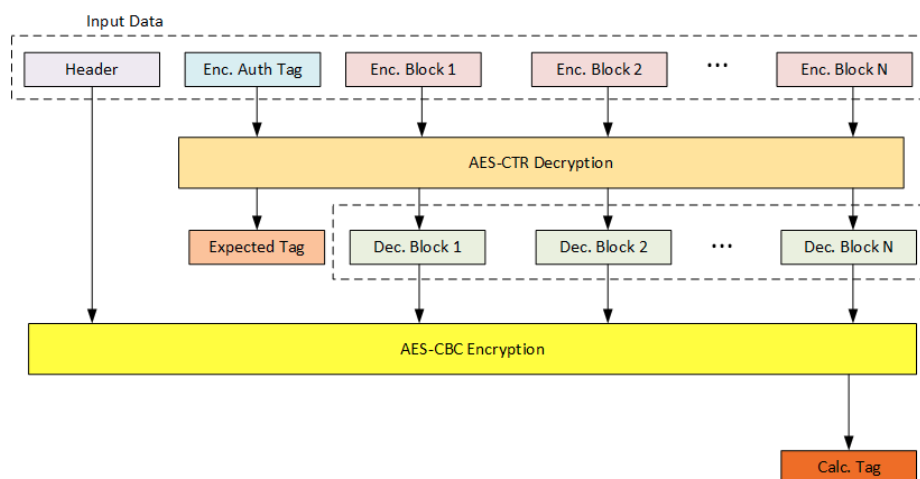 Input Data
Header
Enc. Auth Tag
Enc. Block 1
Enc. Block 2
...
Enc. Block N
AES-CTR Decryption
Expected Tag
Dec. Block 1
Dec. Block 2
...
Dec. Block N
AES-CBC Encryption
Calc. Tag